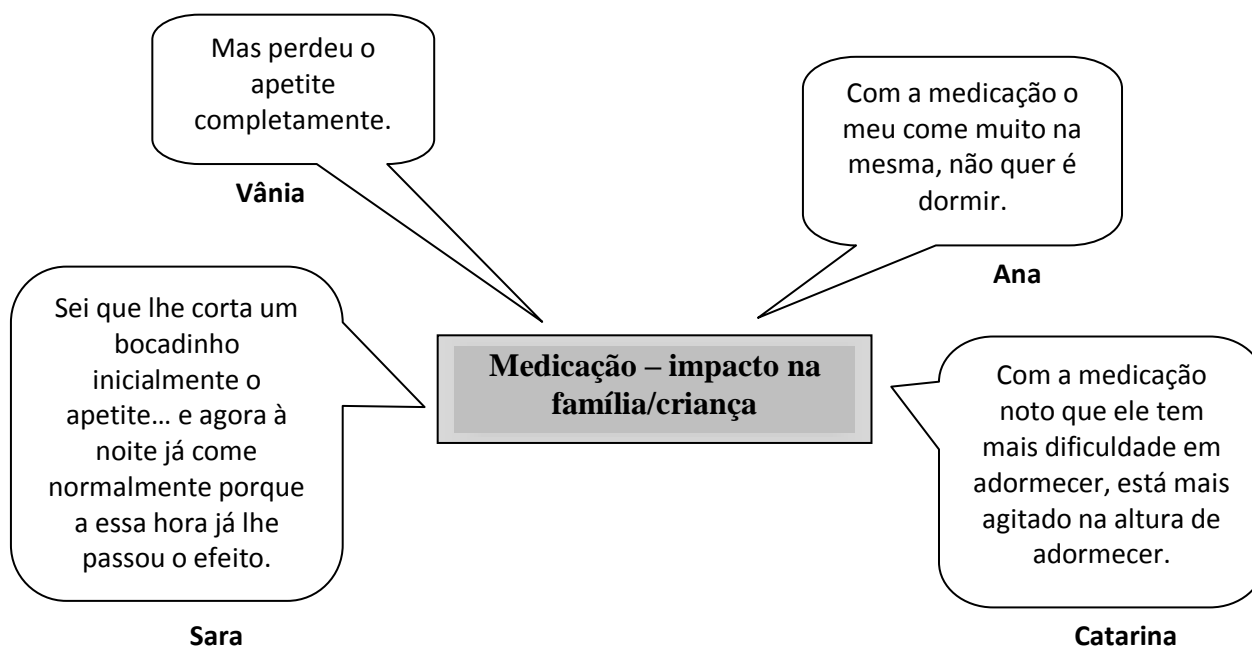 Mas perdeu o
apetite
completamente.
Vânia
Com a medicação o
meu come muito na
mesma, não quer é
dormir.
Ana
Sei que lhe corta um
bocadinho
inicialmente o
apetite… e agora à
noite já come
normalmente porque
a essa hora já lhe
passou o efeito.
Sara
Medicação – impacto na
família/criança
Com a medicação
noto que ele tem
mais dificuldade em
adormecer, está mais
agitado na altura de
adormecer.
Catarina